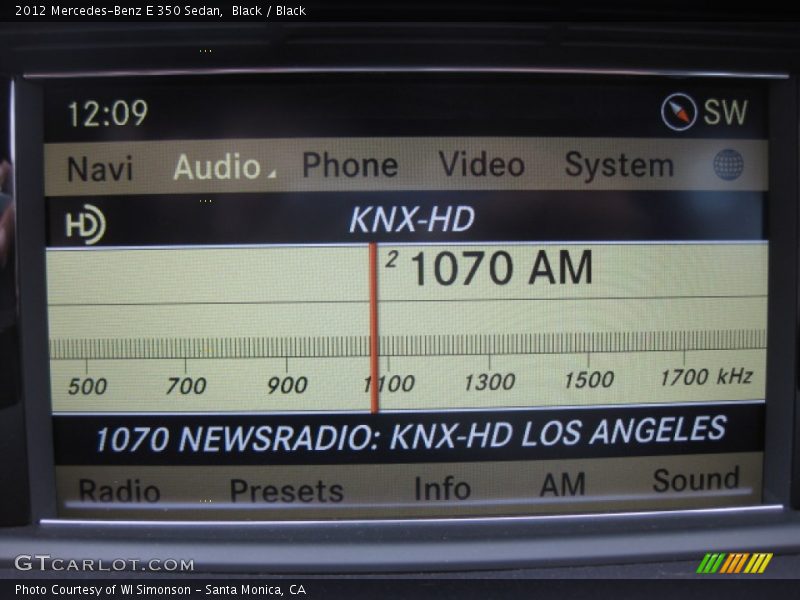 2012 Mercedes-Benz E 350 Sedan, Black / Black
12:09 SW
Navi Audio Phone Video System
HD KNX-HD
2 1070 AM
500 700 900 1100 1300 1500 1700 kHz
1070 NEWSRADIO: KNX-HD LOS ANGELES
Radio Presets Info AM Sound
GTCARLOT.COM
Photo Courtesy of WI Simonson - Santa Monica, CA